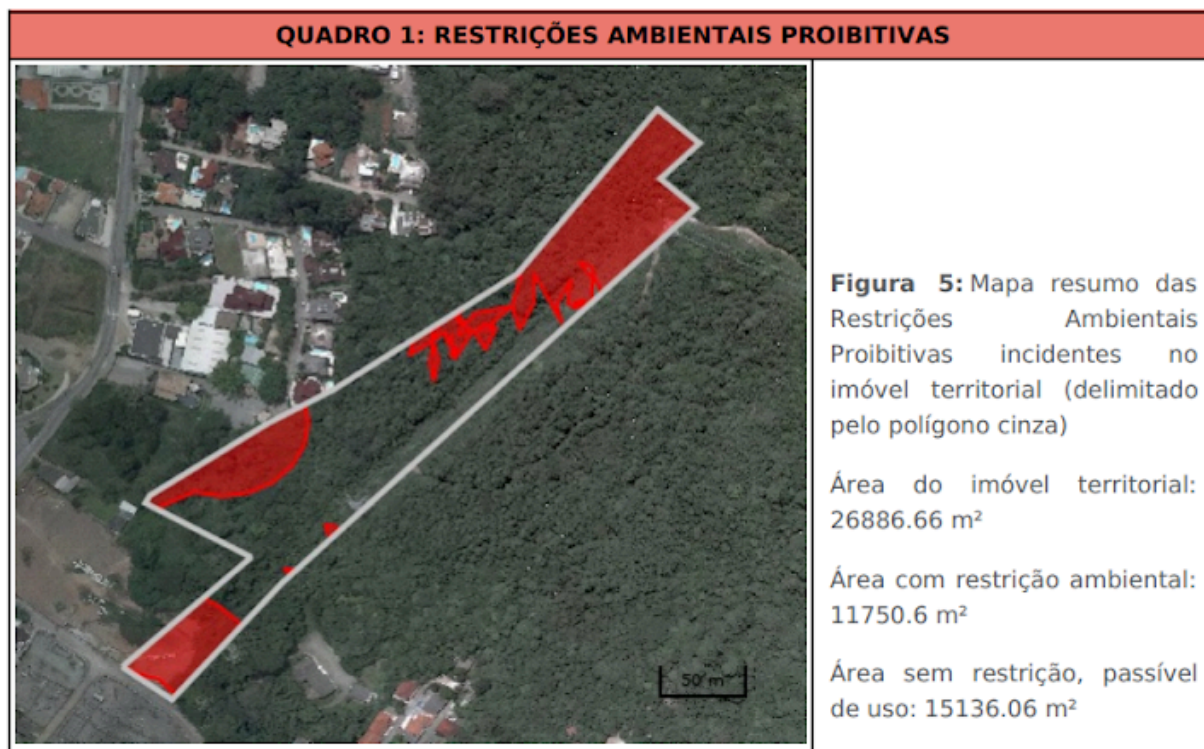 QUADRO 1: RESTRIÇÕES AMBIENTAIS PROIBITIVAS
50 m
Figura 5: Mapa resumo das
Restrições Ambientais
Proibitivas incidentes no
imóvel territorial (delimitado
pelo polígono cinza)
Área do imóvel territorial:
26886.66 m²
Área com restrição ambiental:
11750.6 m²
Área sem restrição, passível
de uso: 15136.06 m²